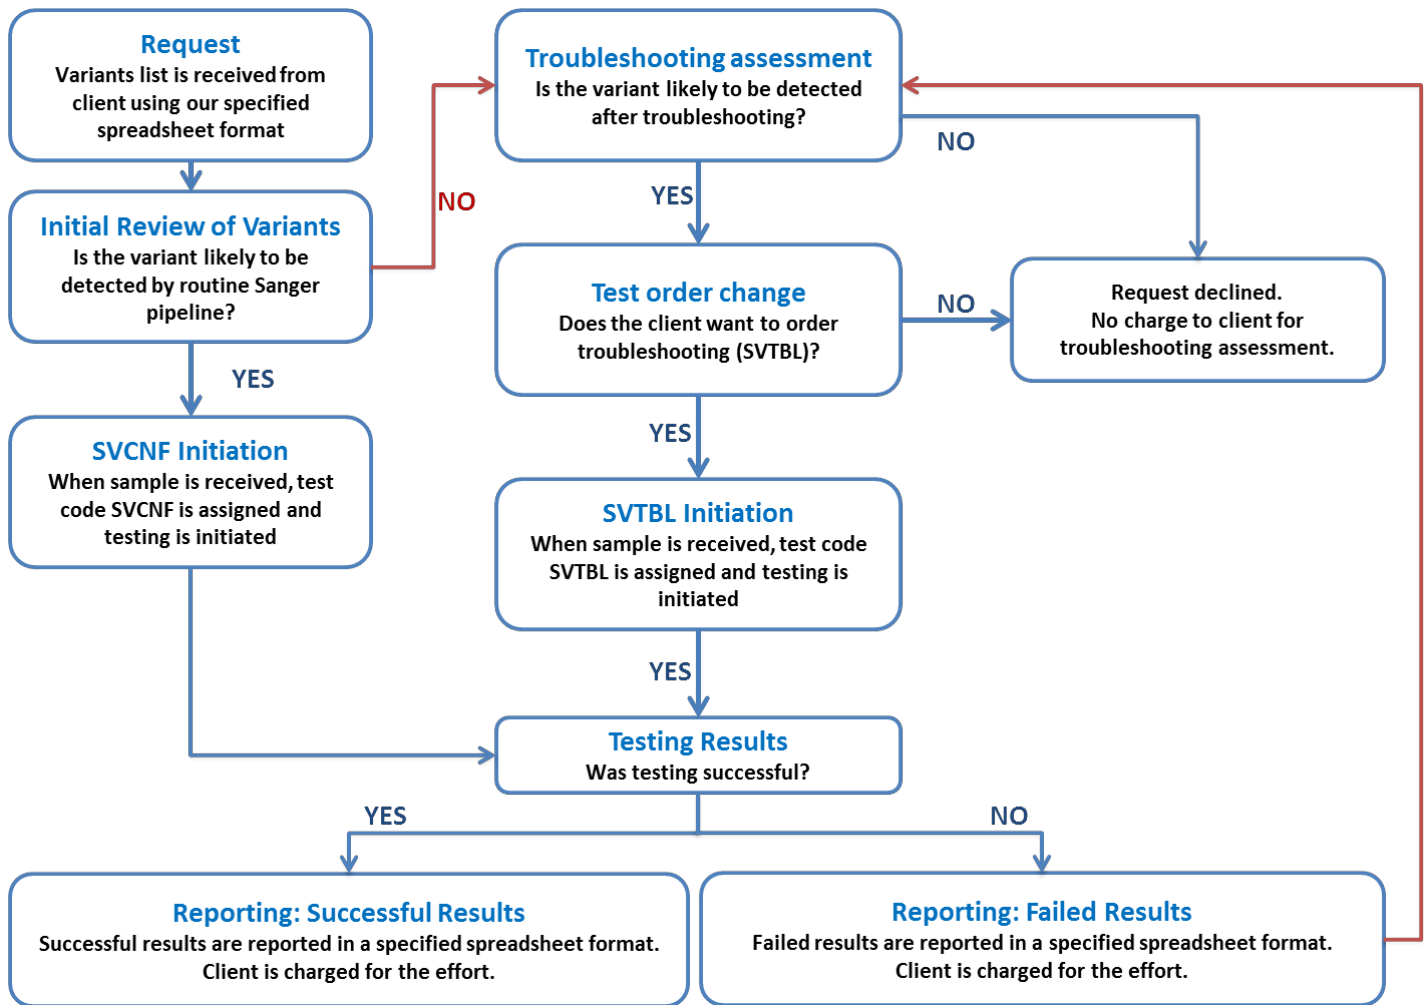 Request
Variants list is received from
client using our specified
spreadsheet format
Initial Review of Variants
Is the variant likely to be
detected by routine Sanger
pipeline?
NO
YES
SVCNF Initiation
When sample is received, test
code SVCNF is assigned and
testing is initiated
Troubleshooting assessment
Is the variant likely to be detected
after troubleshooting?
NO
YES
Test order change
Does the client want to order
troubleshooting (SVTBL)?
NO
Request declined.
No charge to client for
troubleshooting assessment.
YES
SVTBL Initiation
When sample is received, test code
SVTBL is assigned and testing is
initiated
YES
Testing Results
Was testing successful?
YES
NO
Reporting: Successful Results
Successful results are reported in a specified spreadsheet format.
Client is charged for the effort.
Reporting: Failed Results
Failed results are reported in a specified spreadsheet format.
Client is charged for the effort.